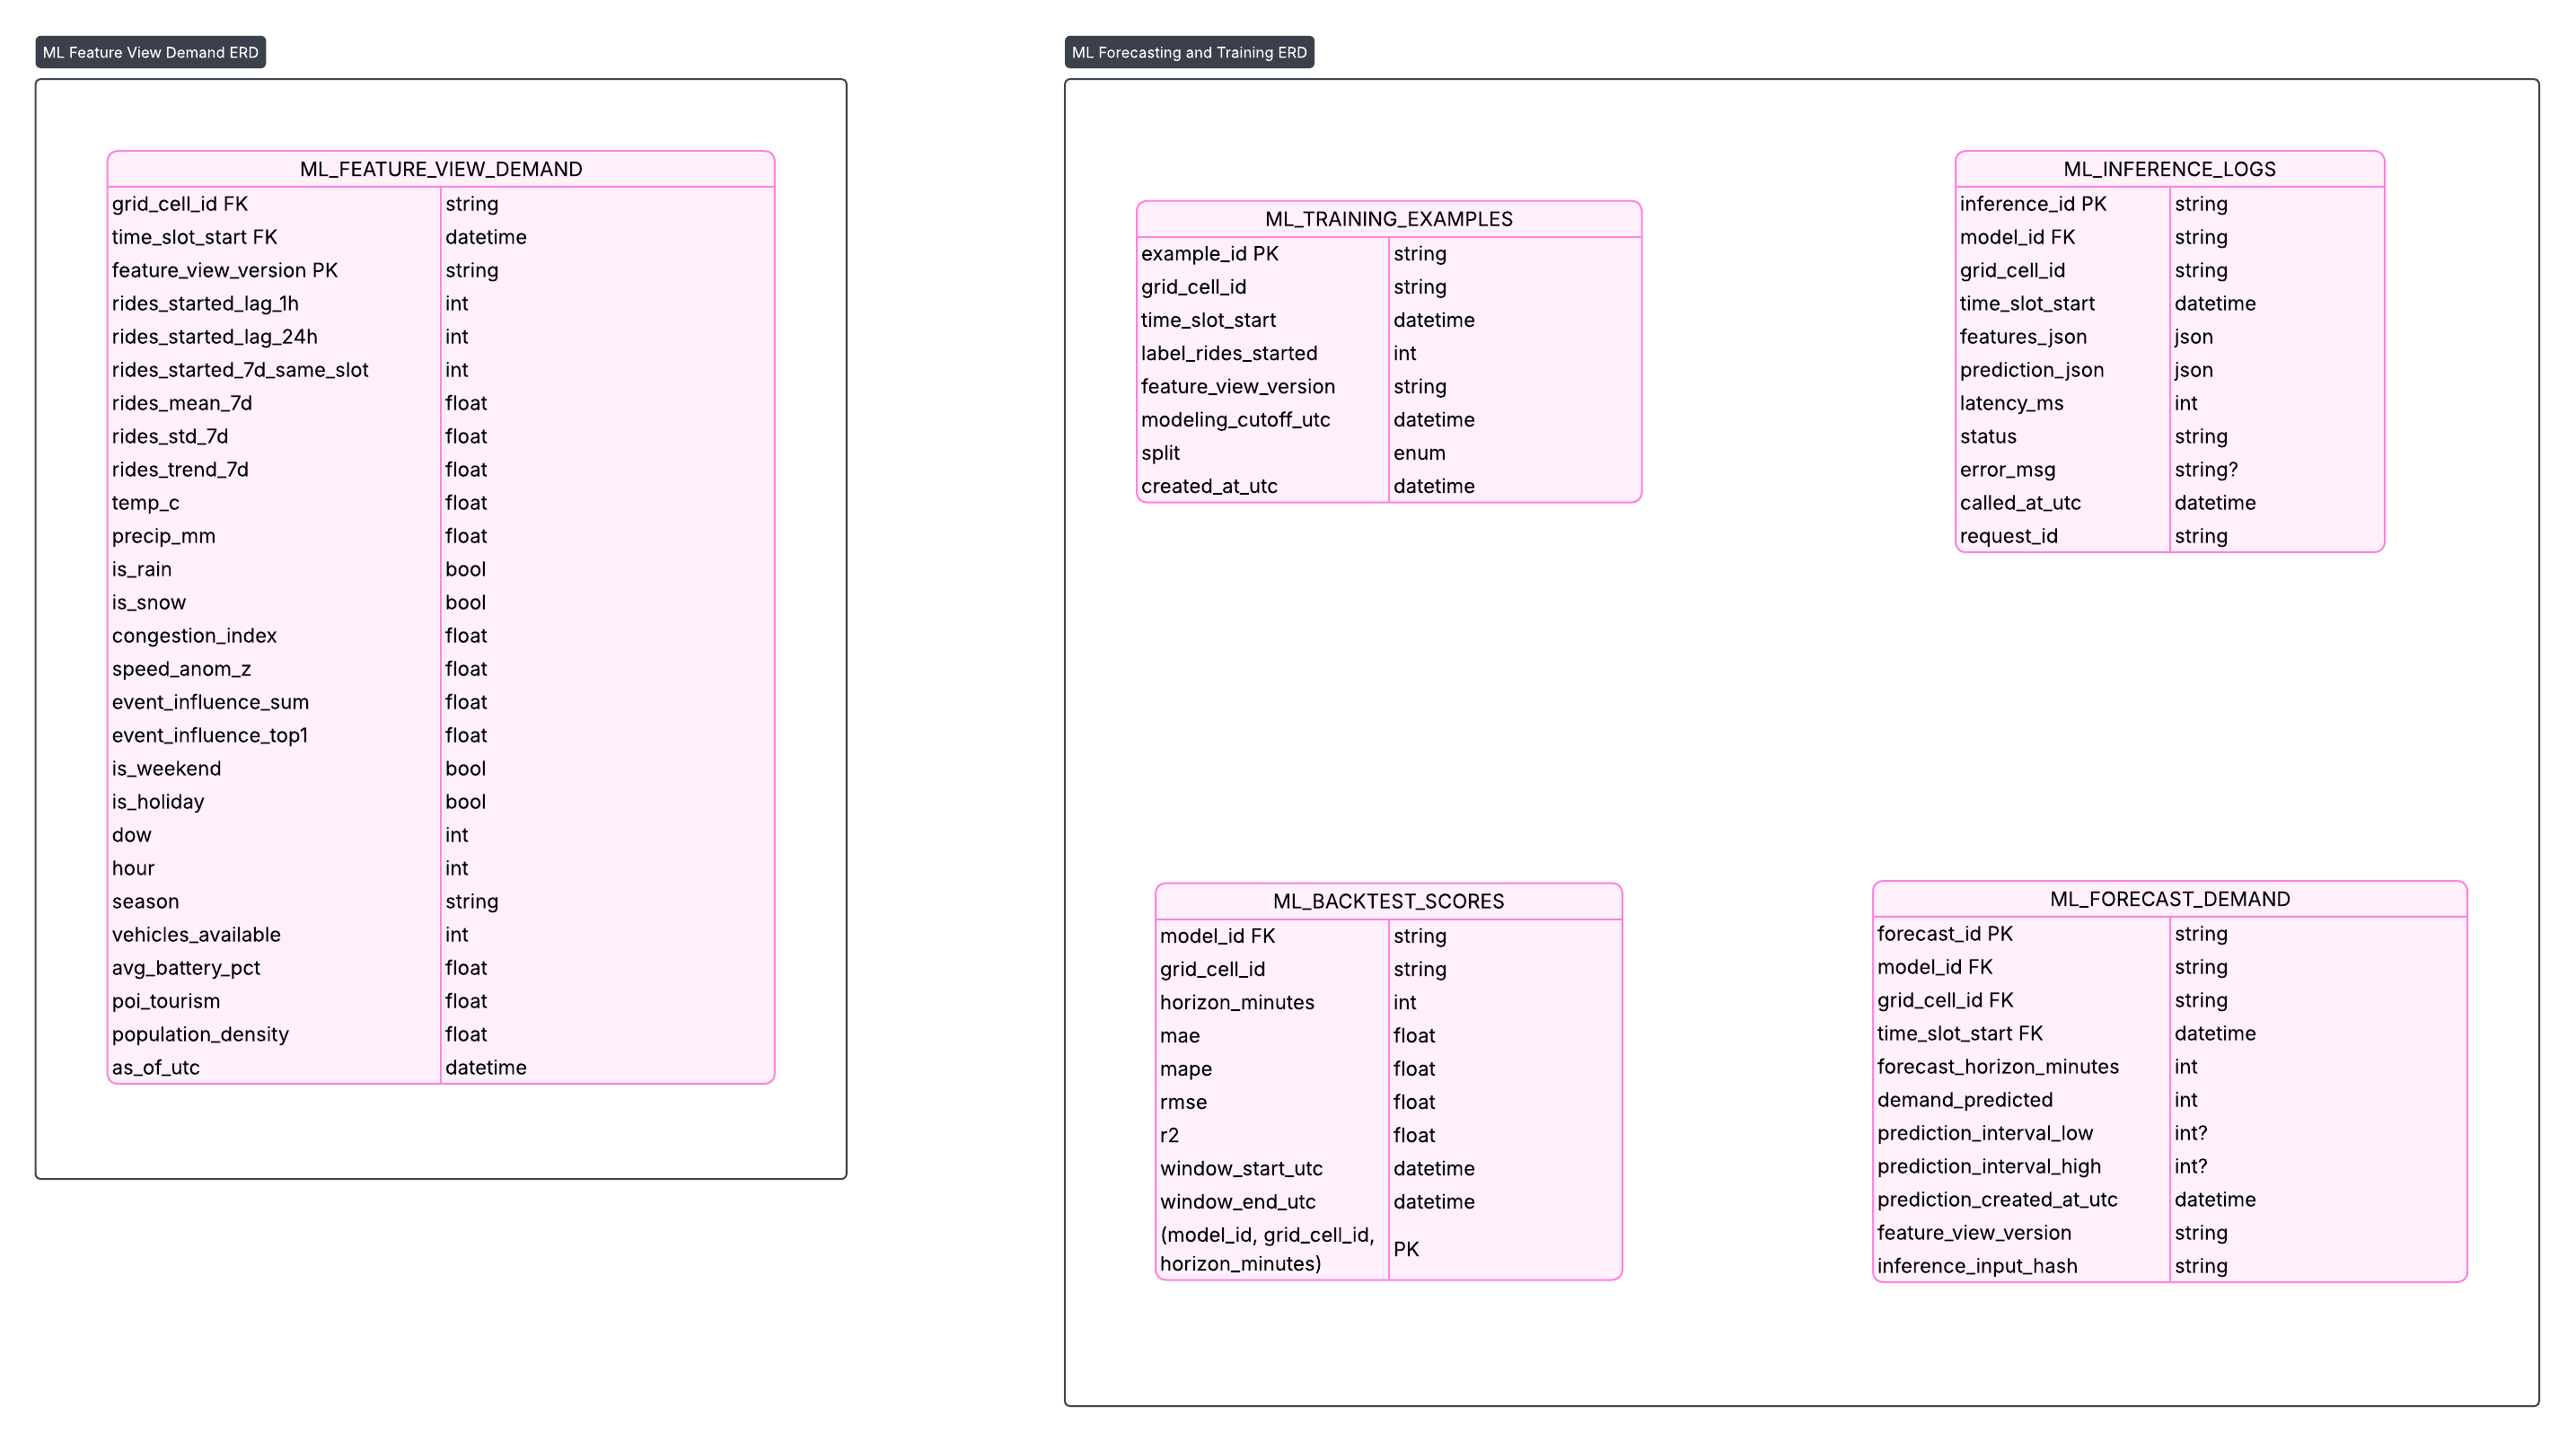 ML Feature View Demand ERD
ML_FEATURE_VIEW_DEMAND
grid_cell_id FK string
time_slot_start FK datetime
feature_view_version PK string
rides_started_lag_1h int
rides_started_lag_24h int
rides_started_7d_same_slot int
rides_mean_7d float
rides_std_7d float
rides_trend_7d float
temp_c float
precip_mm float
is_rain bool
is_snow bool
congestion_index float
speed_anom_z float
event_influence_sum float
event_influence_top1 float
is_weekend bool
is_holiday bool
dow int
hour int
season string
vehicles_available int
avg_battery_pct float
poi_tourism float
population_density float
as_of_utc datetime
ML Forecasting and Training ERD
ML_TRAINING_EXAMPLES
example_id PK string
grid_cell_id string
time_slot_start datetime
label_rides_started int
feature_view_version string
modeling_cutoff_utc datetime
split enum
created_at_utc datetime
ML_INFERENCE_LOGS
inference_id PK string
model_id FK string
grid_cell_id string
time_slot_start datetime
features_json json
prediction_json json
latency_ms int
status string
error_msg string?
called_at_utc datetime
request_id string
ML_BACKTEST_SCORES
model_id FK string
grid_cell_id string
horizon_minutes int
mae float
mape float
rmse float
r2 float
window_start_utc datetime
window_end_utc datetime
(model_id, grid_cell_id,
horizon_minutes) PK
ML_FORECAST_DEMAND
forecast_id PK string
model_id FK string
grid_cell_id FK string
time_slot_start FK datetime
forecast_horizon_minutes int
demand_predicted int
prediction_interval_low int?
prediction_interval_high int?
prediction_created_at_utc datetime
feature_view_version string
inference_input_hash string